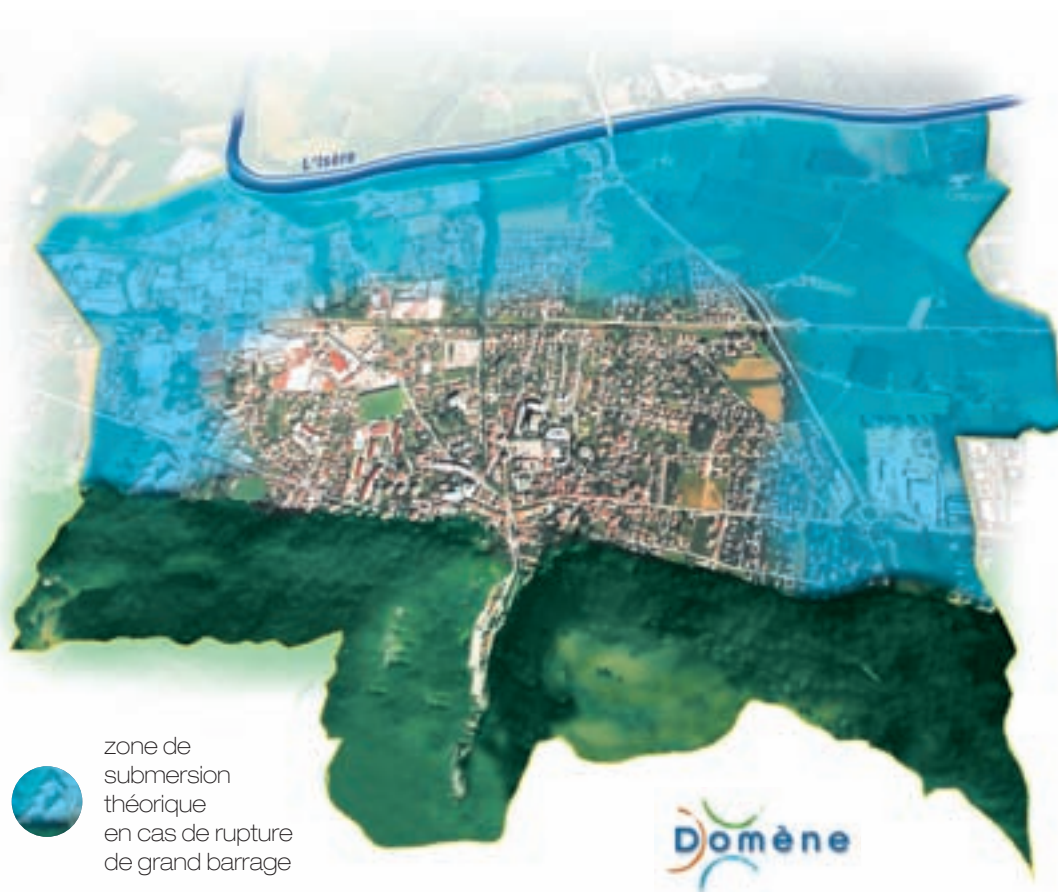 L'Isère
zone de
submersion
théorique
en cas de rupture
de grand barrage
Domène